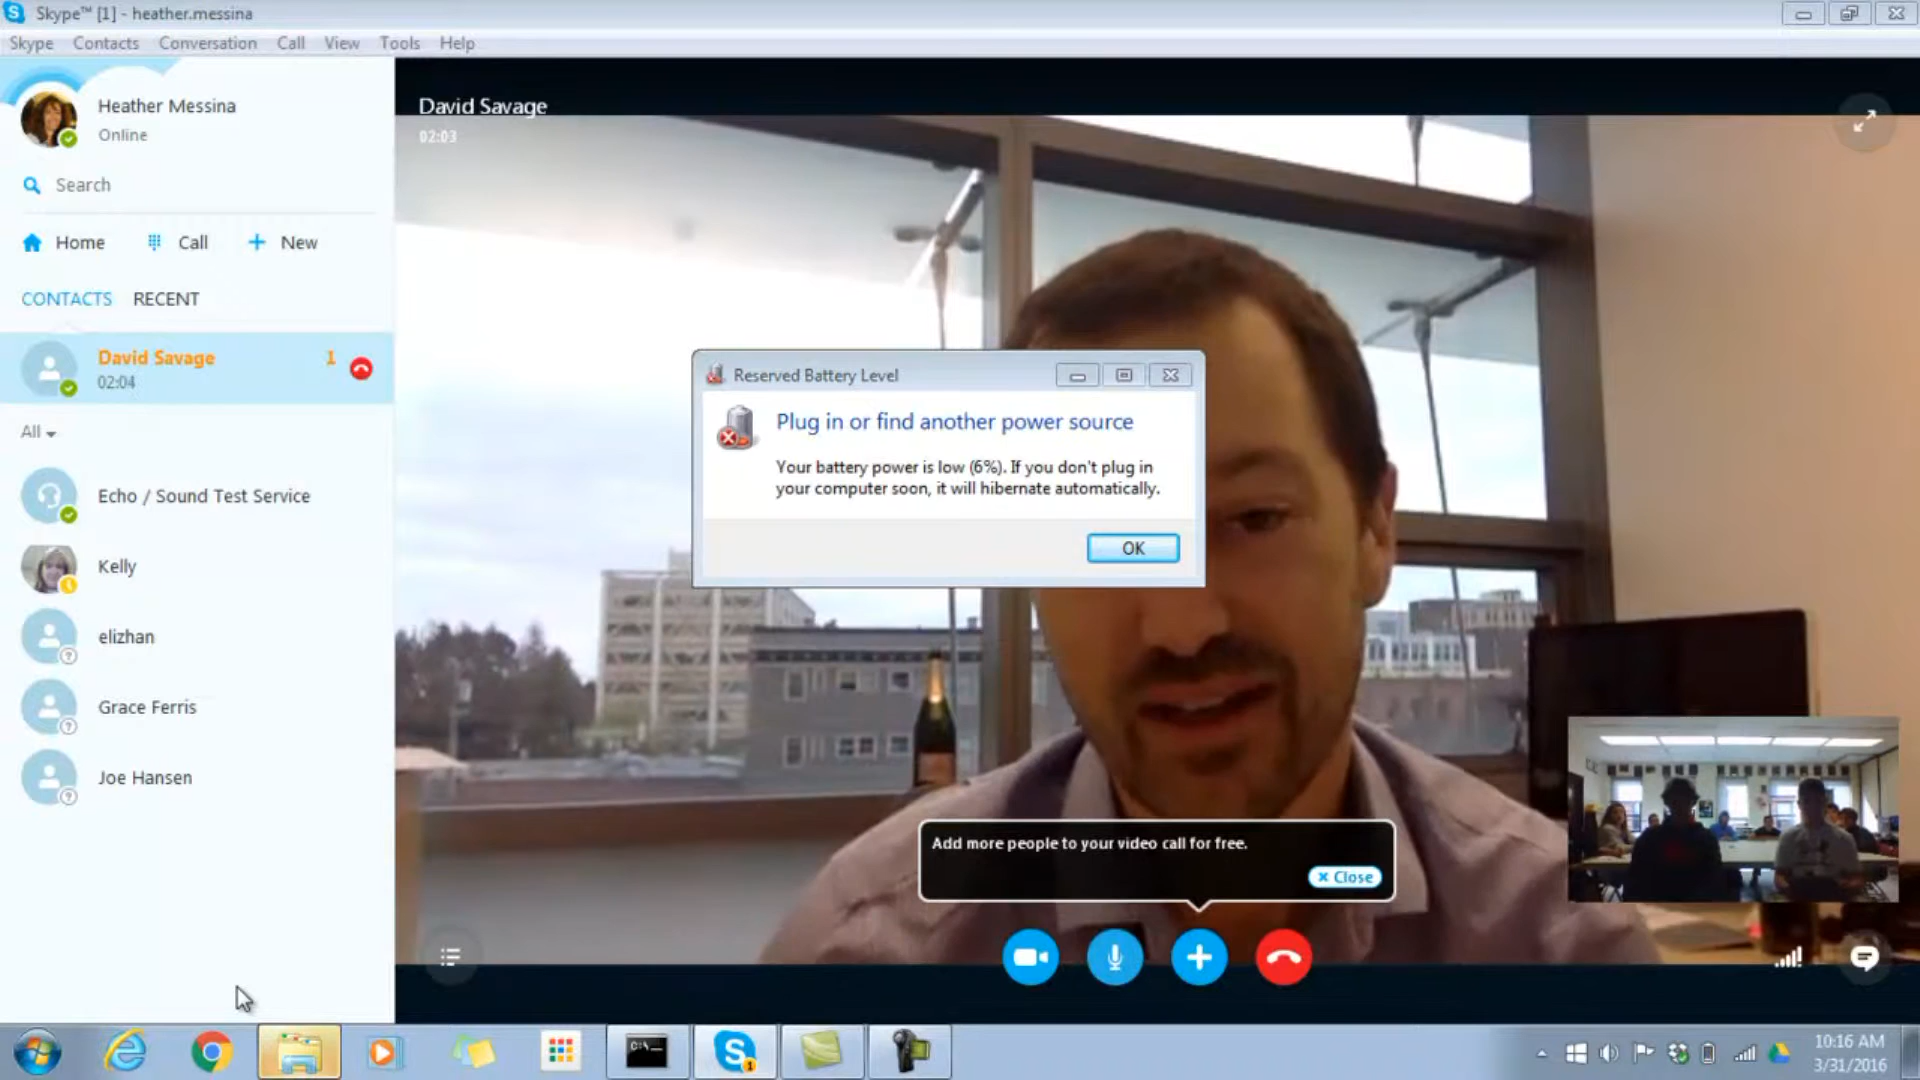 Skype™ [1] - heather.messina
Skype Contacts Conversation Call View Tools Help
Heather Messina
Online
Search
Home Call New
CONTACTS RECENT
David Savage 1
02:04
All
Echo / Sound Test Service
Kelly
elizhan
Grace Ferris
Joe Hansen
David Savage
02:03
Reserved Battery Level
Plug in or find another power source
Your battery power is low (6%). If you don't plug in
your computer soon, it will hibernate automatically.
OK
Add more people to your video call for free.
× Close
C:\_
1
10:16 AM
3/31/2016